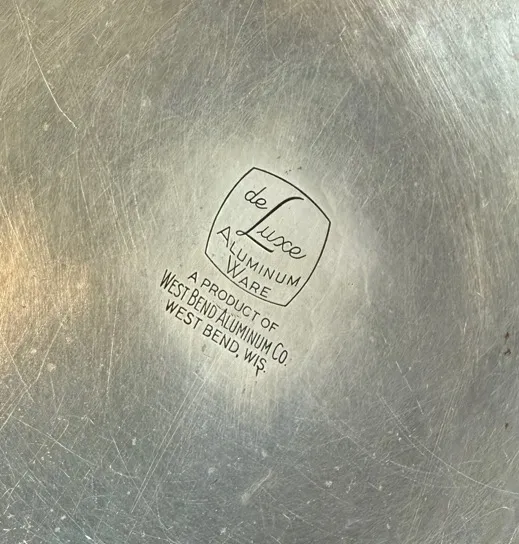 de Luxe
ALUMINUM
WARE
A PRODUCT OF
WEST BEND ALUMINUM CO.
WEST BEND, WIS.